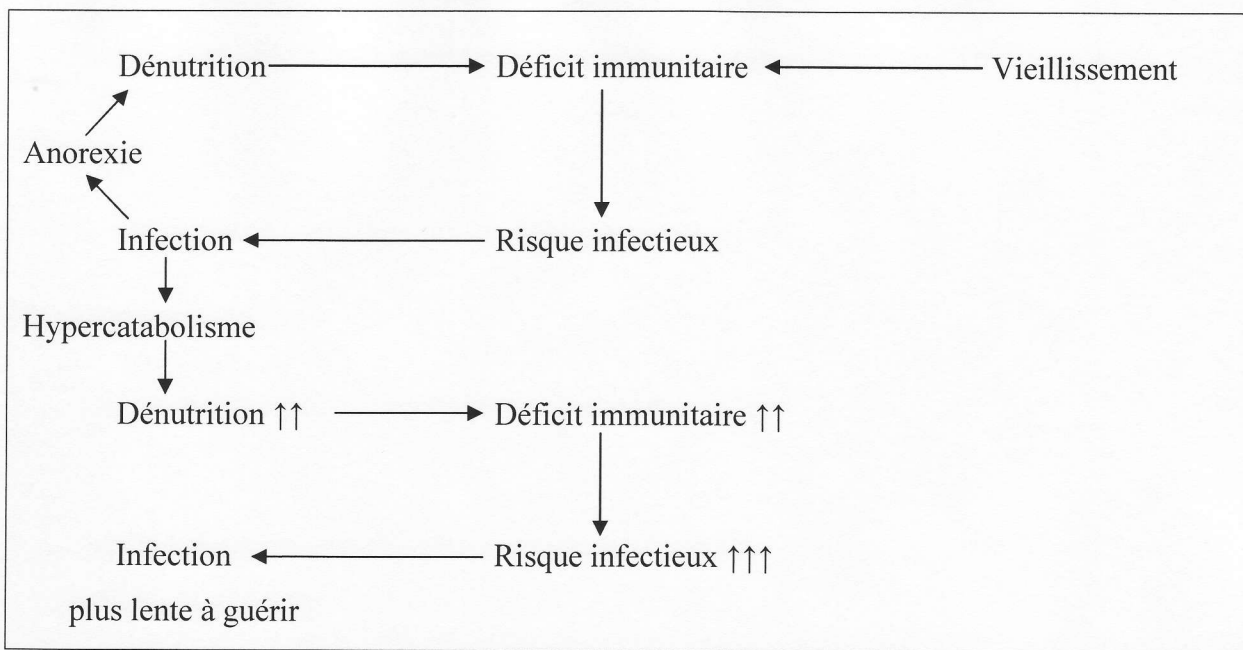 Dénutrition Déficit immunitaire Vieillissement
Anorexie
Infection Risque infectieux
Hypercatabolisme
Dénutrition ↑↑ Déficit immunitaire ↑↑
Infection Risque infectieux ↑↑↑
plus lente à guérir